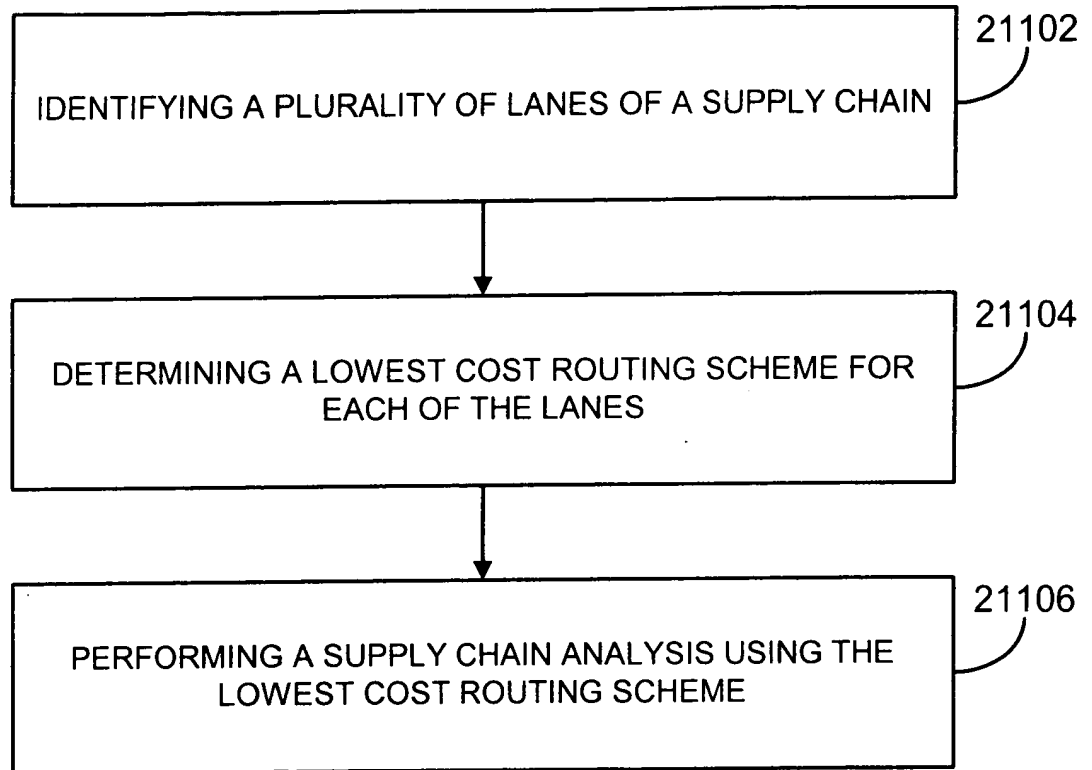 21102
IDENTIFYING A PLURALITY OF LANES OF A SUPPLY CHAIN
21104
DETERMINING A LOWEST COST ROUTING SCHEME FOR
EACH OF THE LANES
21106
PERFORMING A SUPPLY CHAIN ANALYSIS USING THE
LOWEST COST ROUTING SCHEME